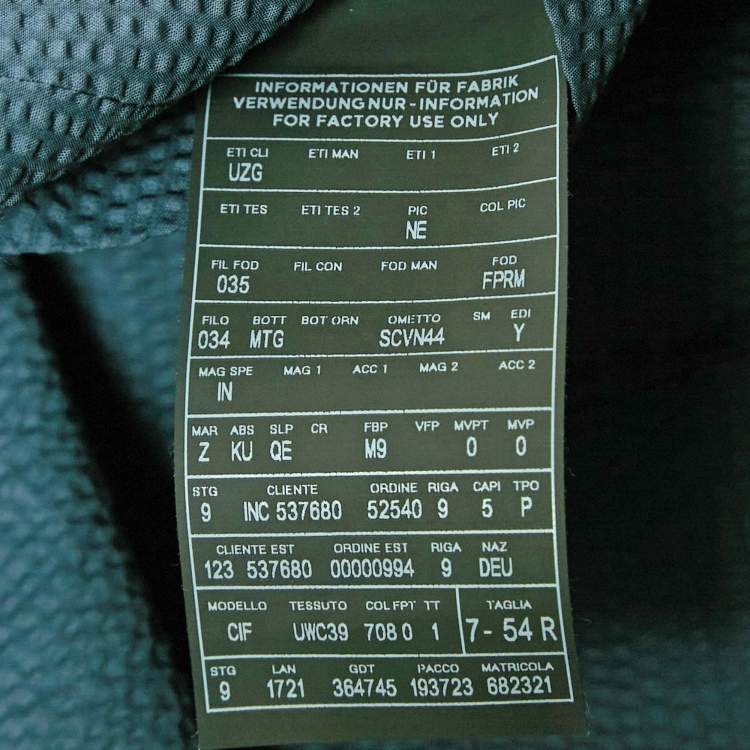 INFORMATIONEN FÜR FABRIK
VERWENDUNG NUR - INFORMATION
FOR FACTORY USE ONLY
ETI CLI ETI MAN ETI 1 ETI 2
UZG
ETI TES ETI TES 2 PIC COL PIC
NE
FIL FOD FIL CON FOD MAN FOD
035 FPRM
FILO BOTT BOT ORN OMETTO SM EDI
034 MTG SCVN44 Y
MAG SPE MAG 1 ACC 1 MAG 2 ACC 2
IN
MAR ABS SLP CR FBP VFP MVPT MVP
Z KU QE M9 0 0
STG CLIENTE ORDINE RIGA CAPI TPO
9 INC 537680 52540 9 5 P
CLIENTE EST ORDINE EST RIGA NAZ
123 537680 00000994 9 DEU
MODELLO TESSUTO COL FPT TT TAGLIA
CIF UWC39 708 0 1 7- 54 R
STG LAN GDT PACCO MATRICOLA
9 1721 364745 193723 682321